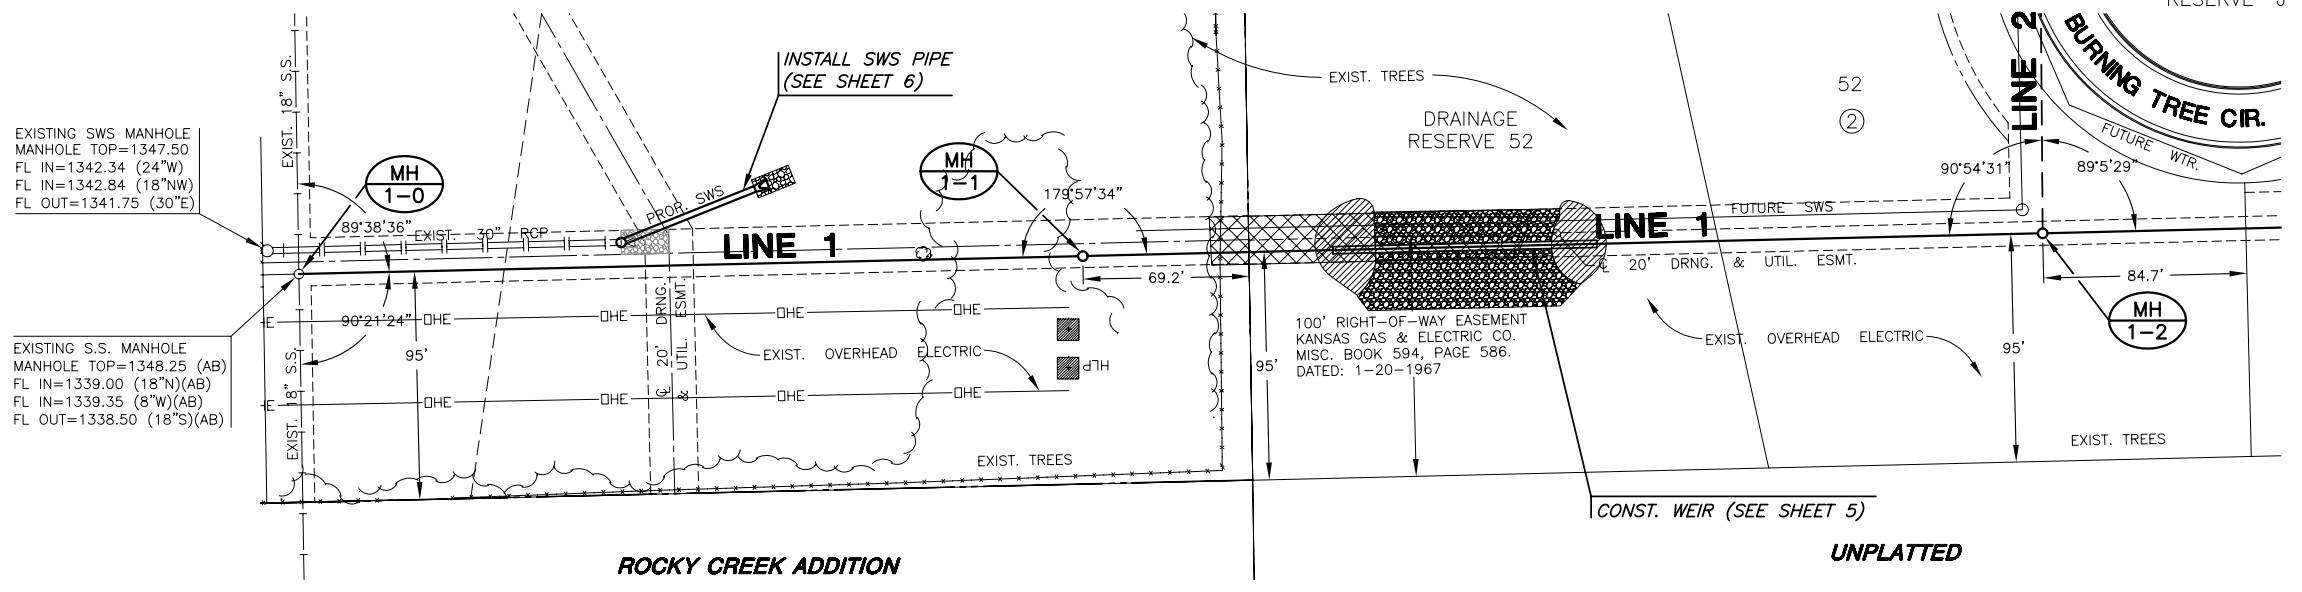 RESERVE J
INSTALL SWS PIPE
(SEE SHEET 6)
EXISTING SWS MANHOLE
MANHOLE TOP=1347.50
FL IN=1342.34 (24"W)
FL IN=1342.84 (18"NW)
FL OUT=1341.75 (30"E)
EXIST. 18" S.S.
MH
1-0
89°38'36"
EXIST. 30" RCP
PROP. SWS
LINE 1
MH
1-1
179°57'34"
EXIST. TREES
DRAINAGE
RESERVE 52
52
2
LINE 2
BURNING TREE CIR.
FUTURE WTR.
90°54'31"
89°5'29"
FUTURE SWS
LINE 1
℄ 20' DRNG. & UTIL. ESMT.
69.2'
84.7'
MH
1-2
EXISTING S.S. MANHOLE
MANHOLE TOP=1348.25 (AB)
FL IN=1339.00 (18"N)(AB)
FL IN=1339.35 (8"W)(AB)
FL OUT=1338.50 (18"S)(AB)
EXIST. 18" S.S.
E
90°21'24"
OHE
OHE
OHE
OHE
95'
℄ 20' DRNG.
& UTIL. ESMT.
EXIST. OVERHEAD ELECTRIC
HLP
E
OHE
OHE
OHE
OHE
EXIST. TREES
95'
100' RIGHT-OF-WAY EASEMENT
KANSAS GAS & ELECTRIC CO.
MISC. BOOK 594, PAGE 586.
DATED: 1-20-1967
EXIST. OVERHEAD ELECTRIC
95'
EXIST. TREES
CONST. WEIR (SEE SHEET 5)
ROCKY CREEK ADDITION
UNPLATTED